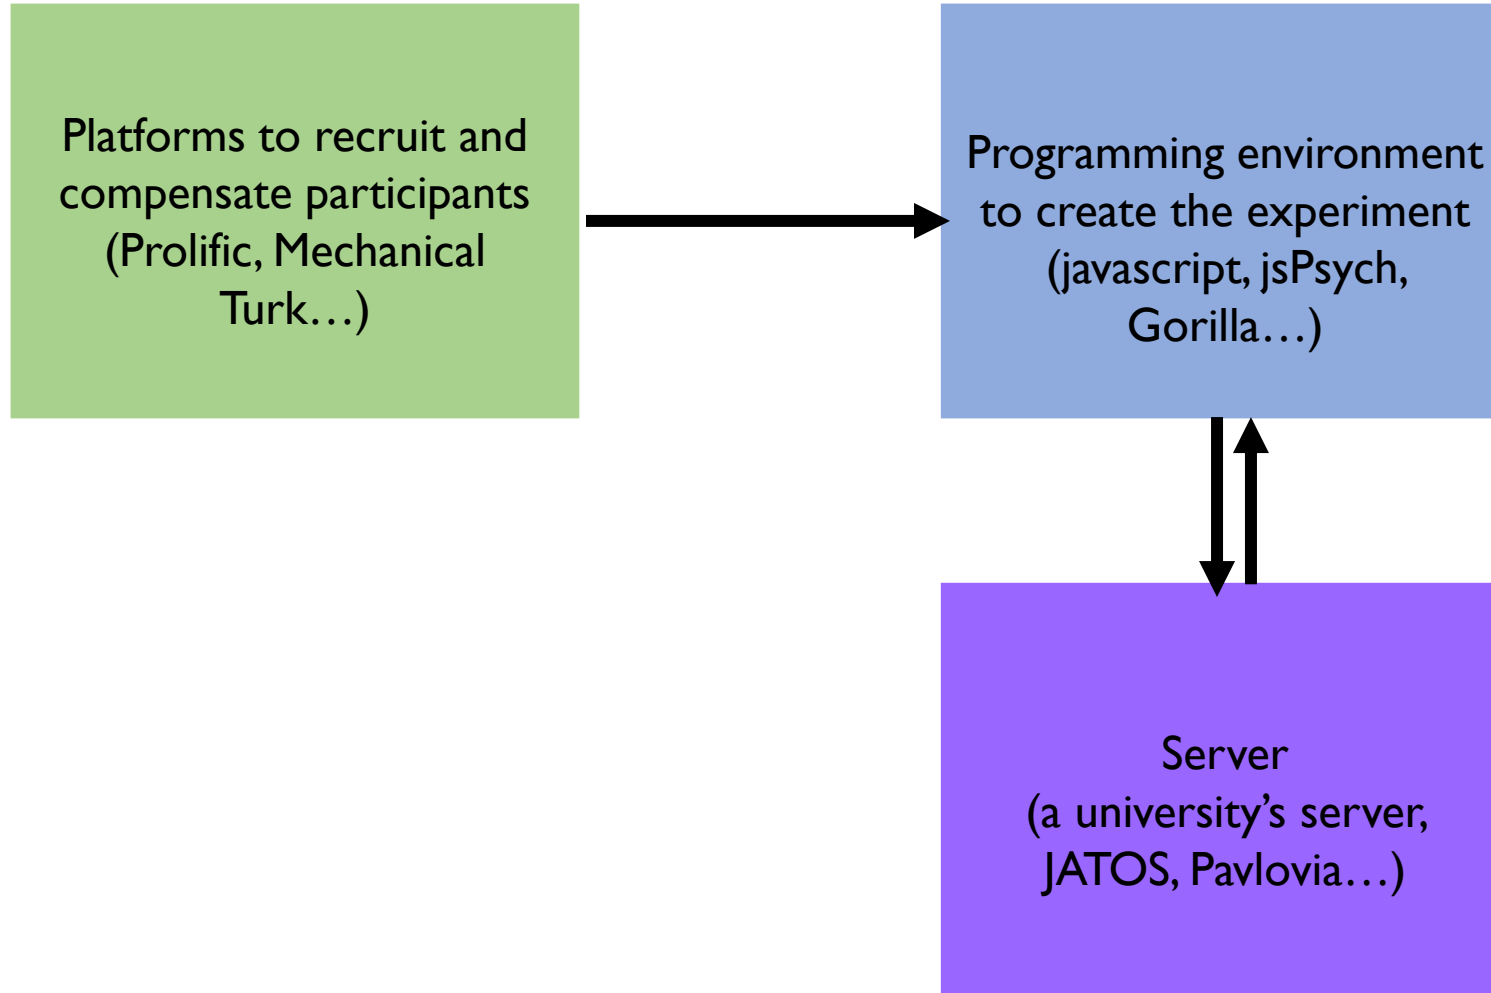 Platforms to recruit and
compensate participants
(Prolific, Mechanical
Turk…)
Programming environment
to create the experiment
(javascript, jsPsych,
Gorilla…)
Server
(a university’s server,
JATOS, Pavlovia…)